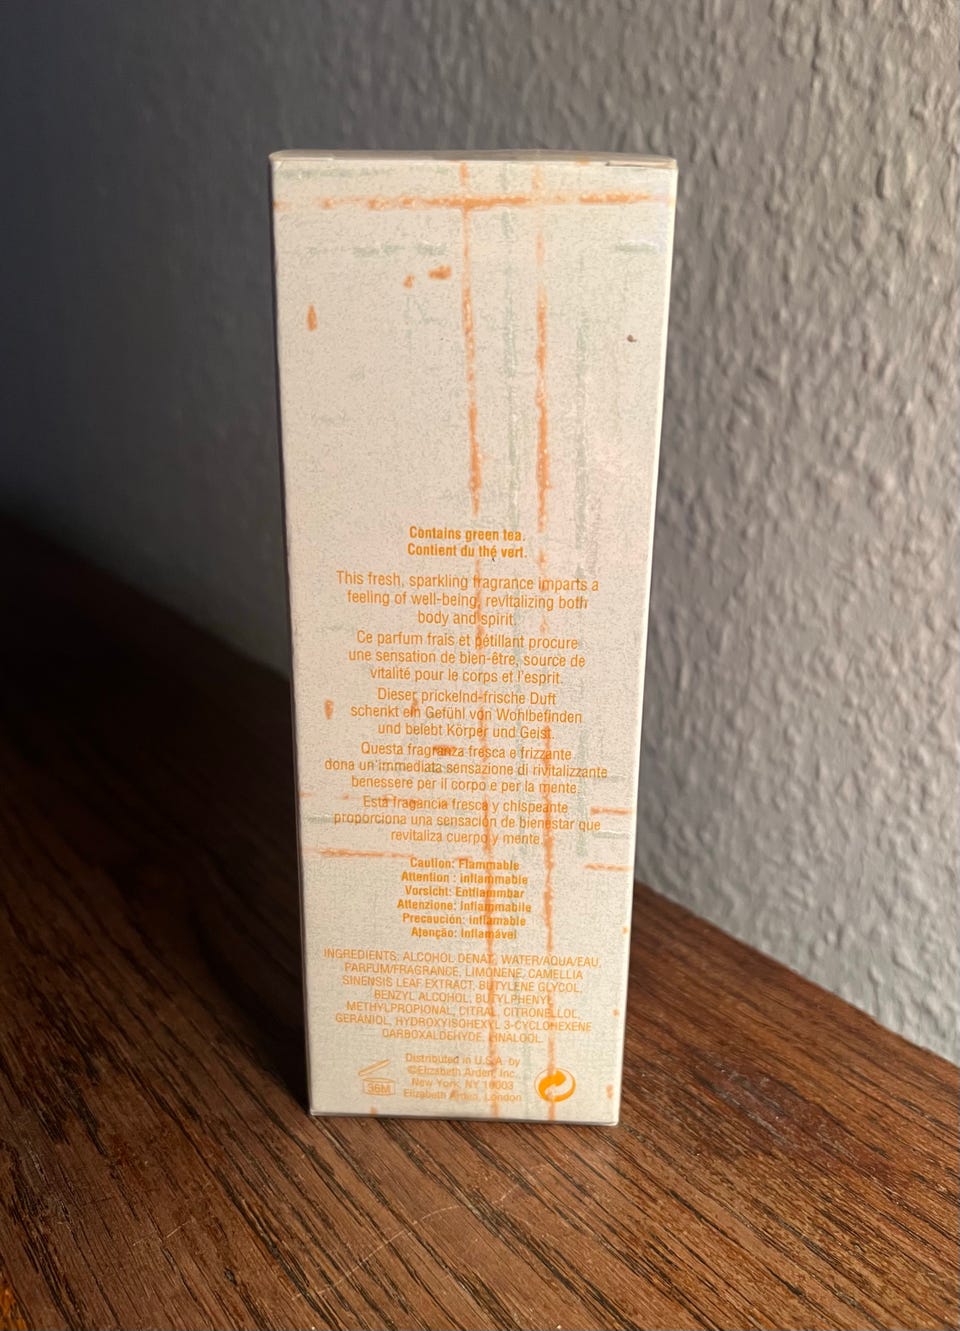 Contains green tea.
Contient du thé vert.
This fresh, sparkling fragrance imparts a
feeling of well-being, revitalizing both
body and spirit.
Ce parfum frais et pétillant procure
une sensation de bien-être, source de
vitalité pour le corps et l'esprit.
Dieser prickelnd-frische Duft
schenkt ein Gefühl von Wohlbefinden
und belebt Körper und Geist.
Questa fragranza fresca e frizzante
dona un'immediata sensazione di rivitalizzante
benessere per il corpo e per la mente.
Esta fragancia fresca y chispeante
proporciona una sensación de bienestar que
revitaliza cuerpo y mente.
Caution: Flammable
Attention : inflammable
Vorsicht: Entflammbar
Attenzione: Inflammabile
Precaución: inflamable
Atenção: Inflamável
INGREDIENTS: ALCOHOL DENAT, WATER/AQUA/EAU,
PARFUM/FRAGRANCE, LIMONENE, CAMELLIA
SINENSIS LEAF EXTRACT, BUTYLENE GLYCOL,
BENZYL ALCOHOL, BUTYLPHENYL
METHYLPROPIONAL, CITRAL, CITRONELLOL,
GERANIOL, HYDROXYISOHEXYL 3-CYCLOHEXENE
CARBOXALDEHYDE, LINALOOL.
Distributed in U.S.A. by
©Elizabeth Arden, Inc.
36M New York, NY 10003
Elizabeth Arden, London